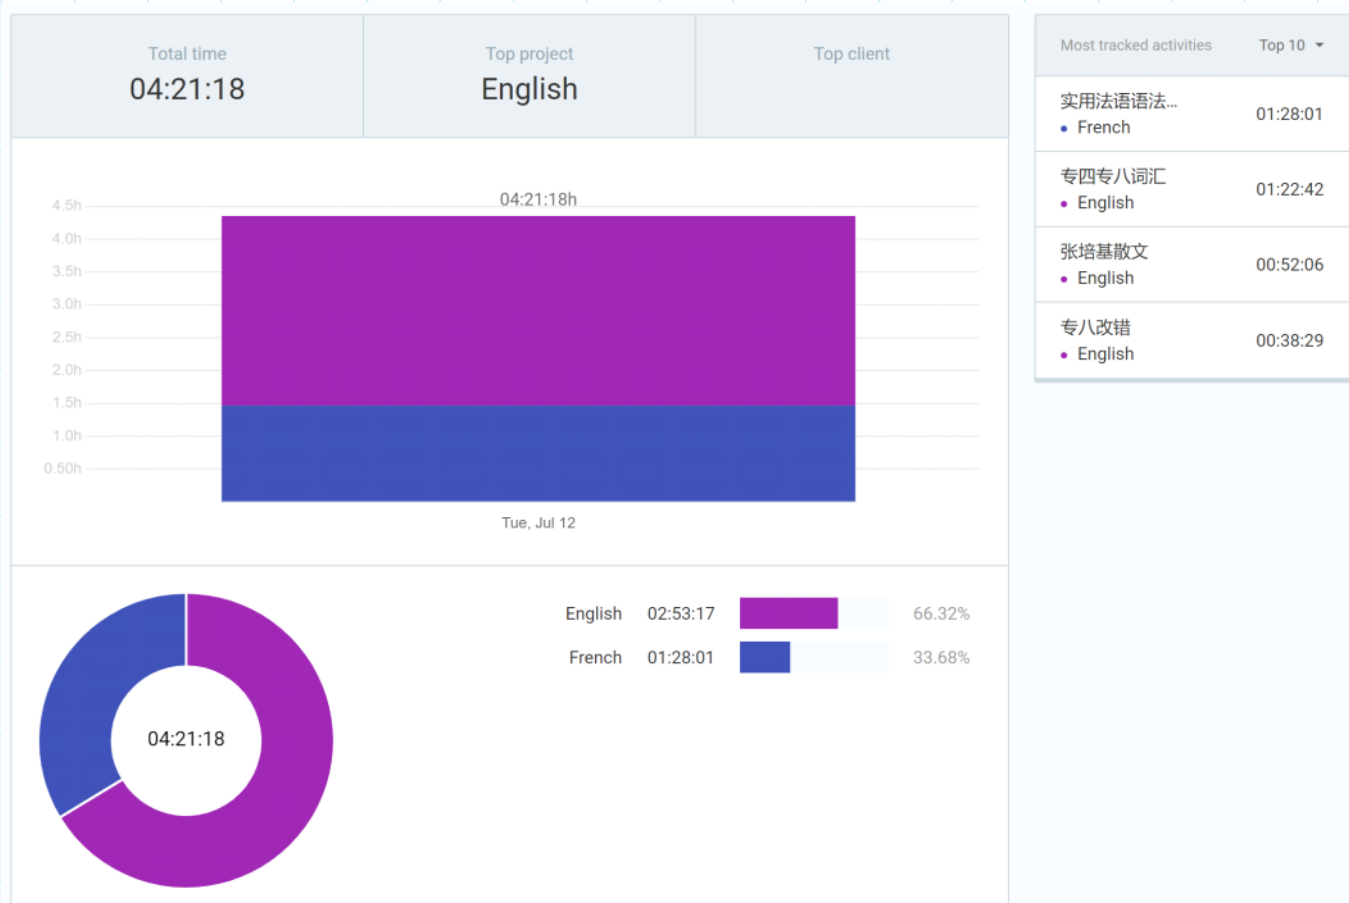 Total time
04:21:18
Top project
English
Top client
04:21:18h
4.5h
4.0h
3.5h
3.0h
2.5h
2.0h
1.5h
1.0h
0.50h
Tue, Jul 12
04:21:18
English 02:53:17 66.32%
French 01:28:01 33.68%
Most tracked activities Top 10
实用法语语法...
French
01:28:01
专四专八词汇
English
01:22:42
张培基散文
English
00:52:06
专八改错
English
00:38:29